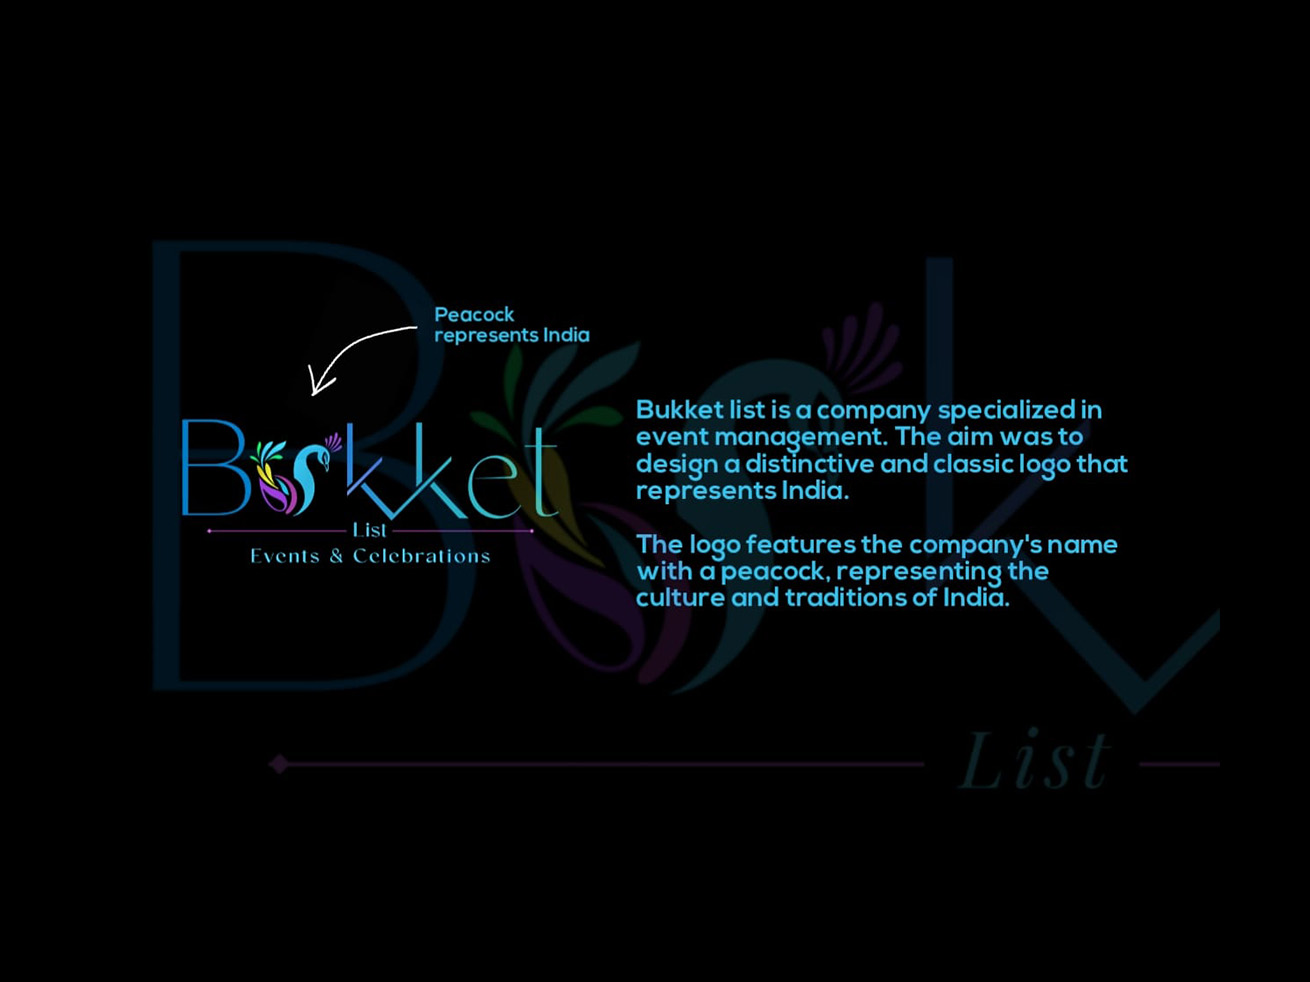 Peacock
represents India
Bukket
List
Events & Celebrations
Bukket list is a company specialized in
event management. The aim was to
design a distinctive and classic logo that
represents India.
The logo features the company's name
with a peacock, representing the
culture and traditions of India.
Buk
List